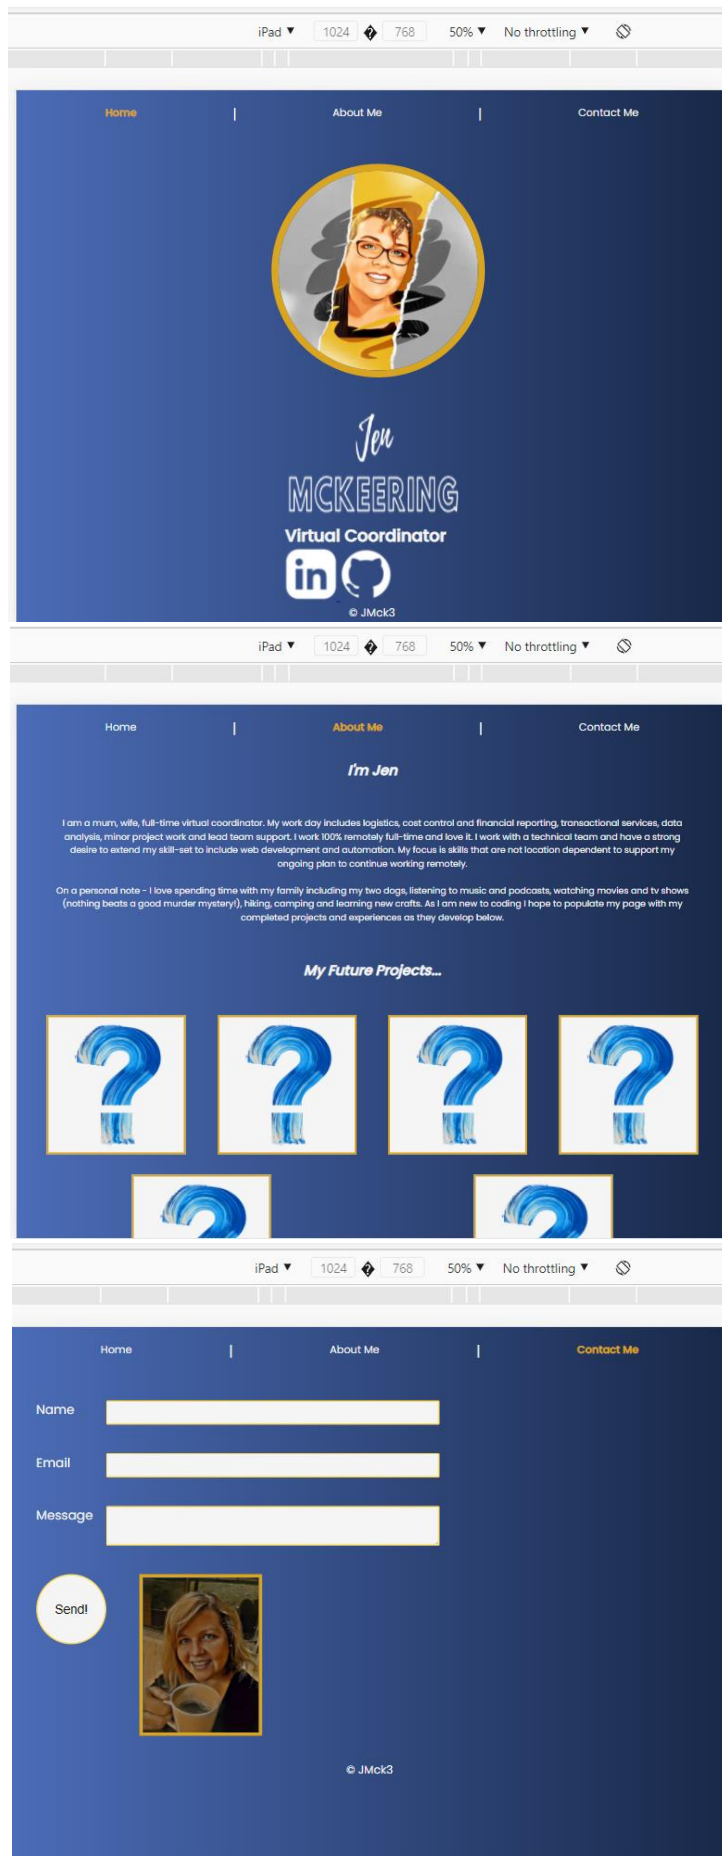 iPad ▼ 1024 � 768 50% ▼ No throttling ▼
Home | About Me | Contact Me
Jen
MCKEERING
Virtual Coordinator
in
© JMck3
iPad ▼ 1024 � 768 50% ▼ No throttling ▼
Home | About Me | Contact Me
I'm Jen
I am a mum, wife, full-time virtual coordinator. My work day includes logistics, cost control and financial reporting, transactional services, data
analysis, minor project work and lead team support. I work 100% remotely full-time and love it. I work with a technical team and have a strong
desire to extend my skill-set to include web development and automation. My focus is skills that are not location dependent to support my
ongoing plan to continue working remotely.
On a personal note - I love spending time with my family including my two dogs, listening to music and podcasts, watching movies and tv shows
(nothing beats a good murder mystery!), hiking, camping and learning new crafts. As I am new to coding I hope to populate my page with my
completed projects and experiences as they develop below.
My Future Projects...
? ? ? ?
? ?
iPad ▼ 1024 � 768 50% ▼ No throttling ▼
Home | About Me | Contact Me
Name
Email
Message
Send!
© JMck3